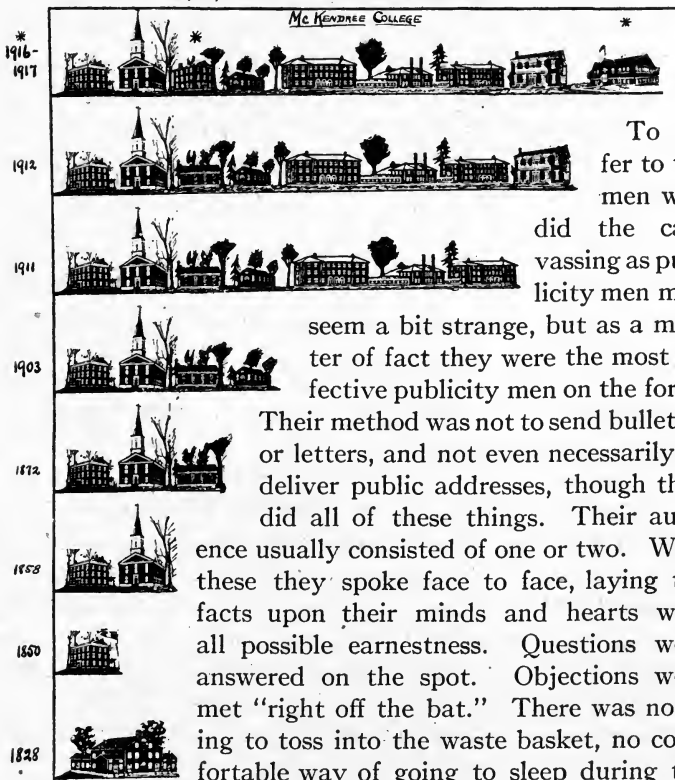 Mc KENDREE COLLEGE
* *
*
1916-
1917
1912
1911
1903
1872
1858
1850
1828
To
fer to
men w
did the ca
vassing as pu
licity men m
seem a bit strange, but as a m
ter of fact they were the most
fective publicity men on the for
Their method was not to send bullet
or letters, and not even necessarily
deliver public addresses, though th
did all of these things. Their au
ence usually consisted of one or two. W
these they spoke face to face, laying
facts upon their minds and hearts w
all possible earnestness. Questions we
answered on the spot. Objections we
met "right off the bat." There was no
ing to toss into the waste basket, no co
fortable way of going to sleep during